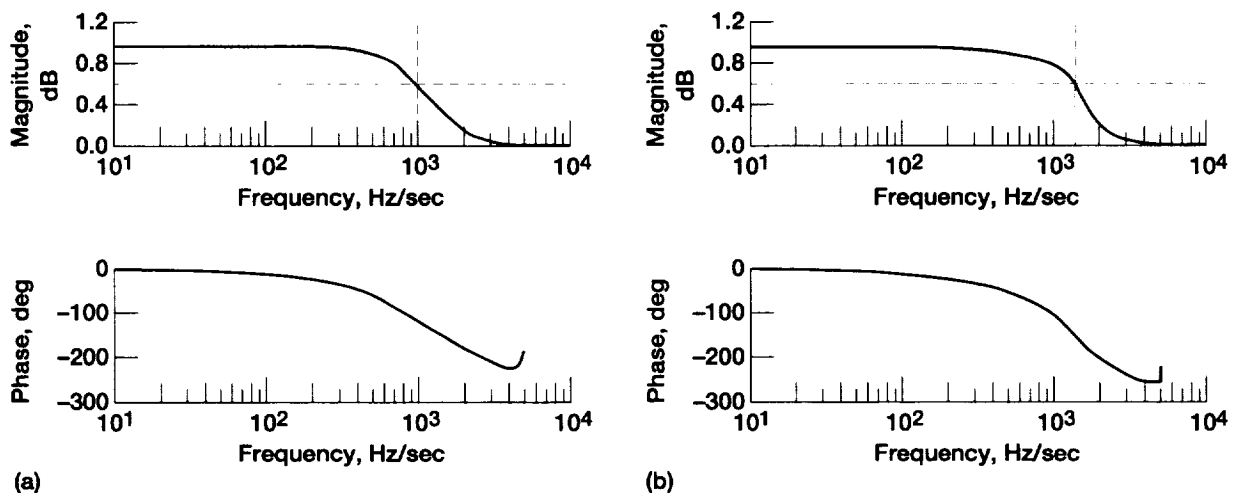 Magnitude,
dB
1.2
0.8
0.4
0.0
10¹ 10² 10³ 10⁴
Frequency, Hz/sec
Phase, deg
0
–100
–200
–300
10¹ 10² 10³ 10⁴
Frequency, Hz/sec
(a)
Magnitude,
dB
1.2
0.8
0.4
0.0
10¹ 10² 10³ 10⁴
Frequency, Hz/sec
Phase, deg
0
–100
–200
–300
10¹ 10² 10³ 10⁴
Frequency, Hz/sec
(b)